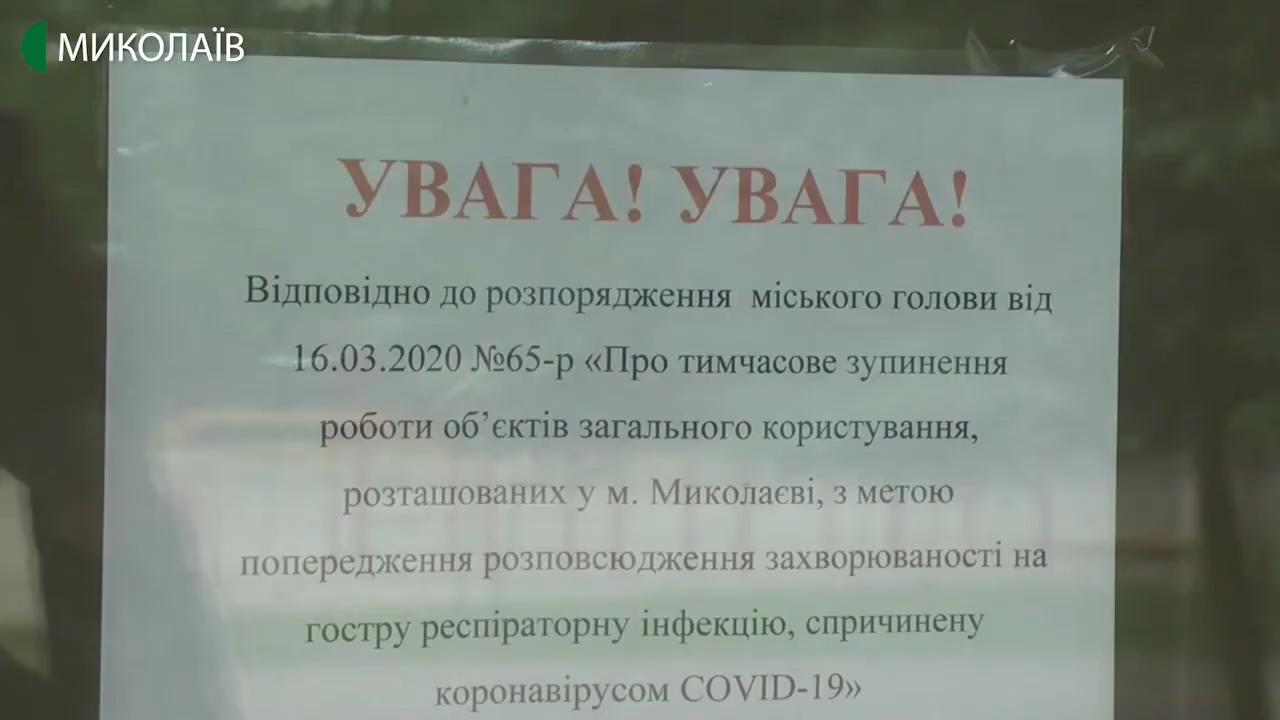 МИКОЛАЇВ
УВАГА! УВАГА!
Відповідно до розпорядження міського голови від
16.03.2020 №65-р «Про тимчасове зупинення
роботи об’єктів загального користування,
розташованих у м. Миколаєві, з метою
попередження розповсюдження захворюваності на
гостру респіраторну інфекцію, спричинену
коронавірусом COVID-19»